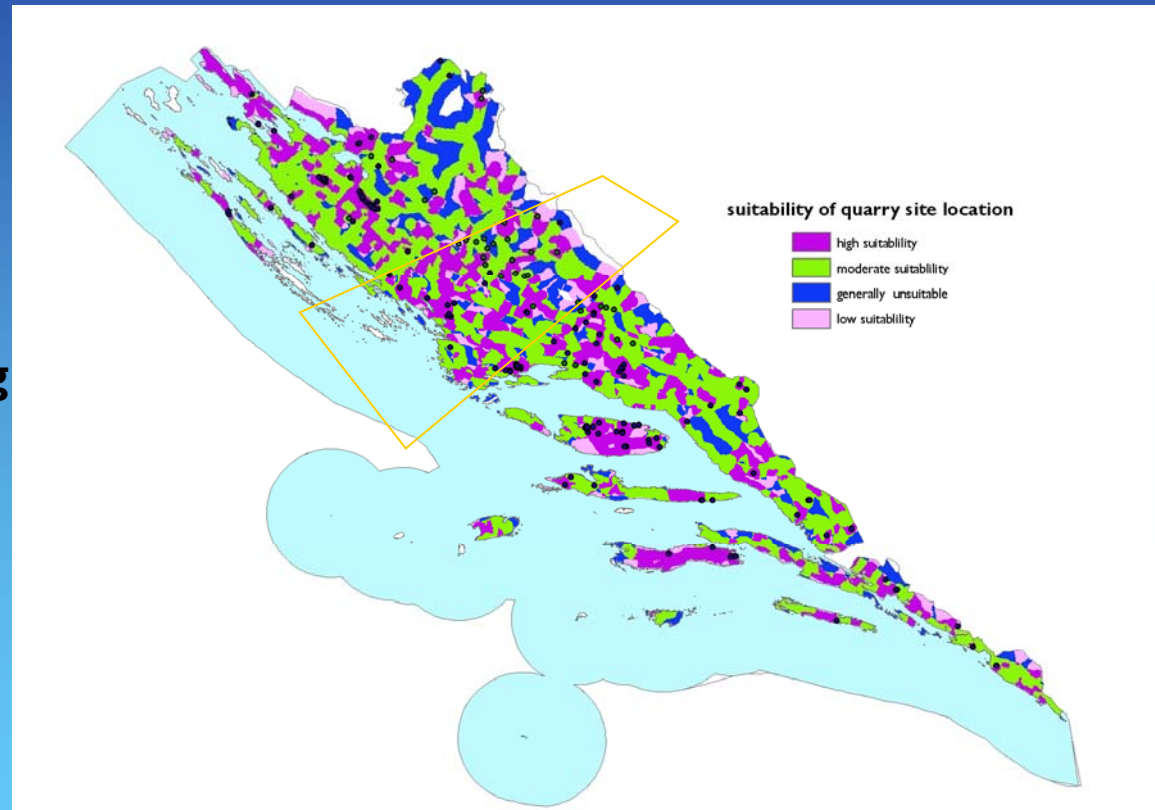 suitability of quarry site location
high suitablility
moderate suitablility
generally unsuitable
low suitablility
g